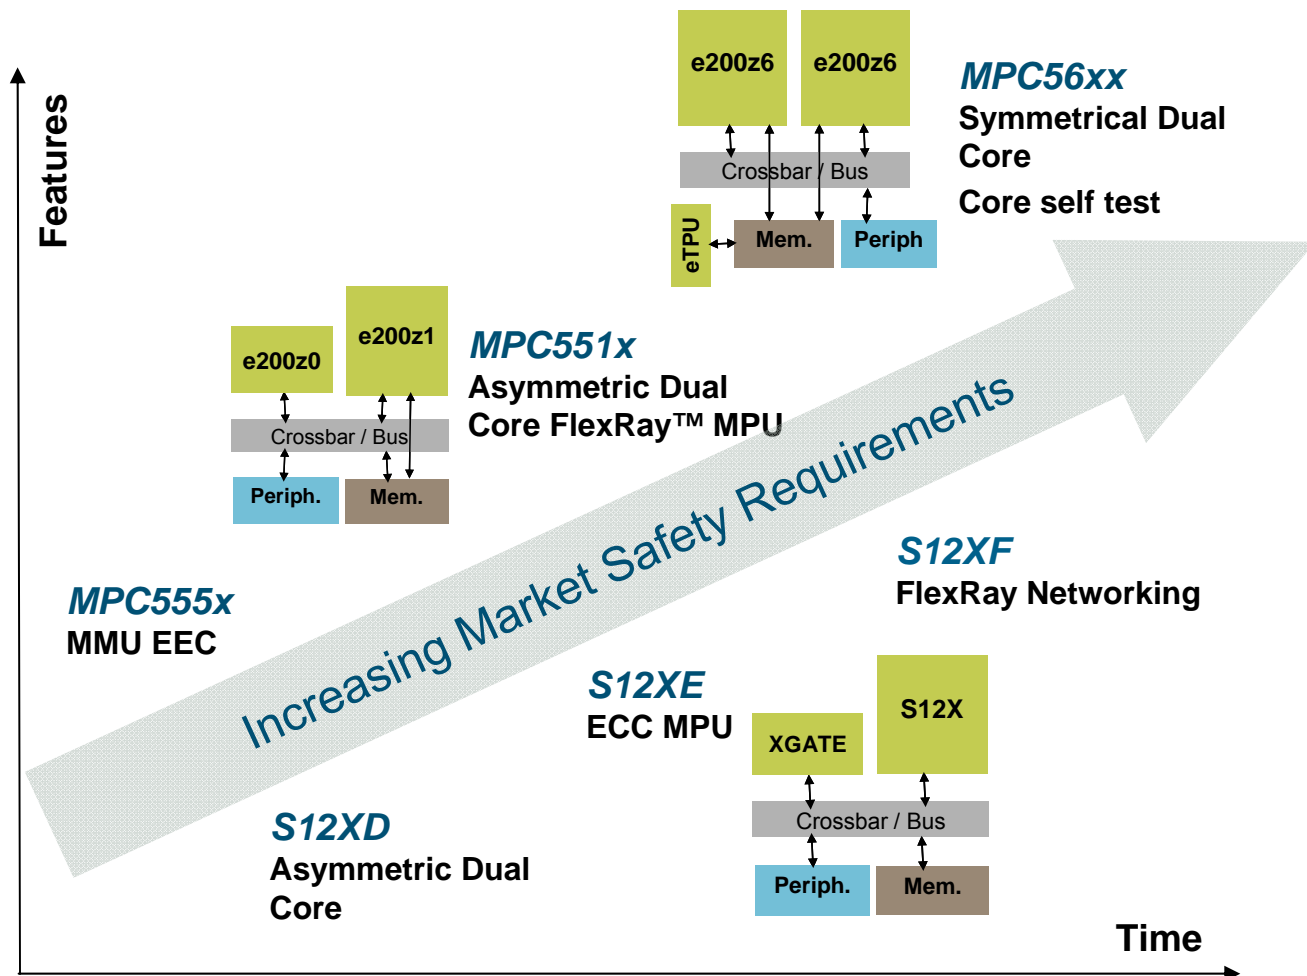 Features
e200z6
e200z6
Crossbar / Bus
eTPU
Mem.
Periph
MPC56xx
Symmetrical Dual
Core
Core self test
e200z0
e200z1
Crossbar / Bus
Periph.
Mem.
MPC551x
Asymmetric Dual
Core FlexRay™ MPU
Increasing Market Safety Requirements
MPC555x
MMU EEC
S12XF
FlexRay Networking
S12XE
ECC MPU
XGATE
S12X
Crossbar / Bus
Periph.
Mem.
S12XD
Asymmetric Dual
Core
Time